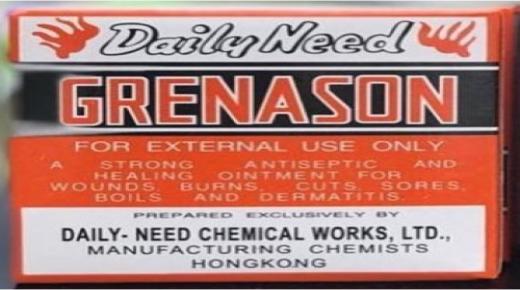 Daily Need
GRENASON
FOR EXTERNAL USE ONLY
A STRONG ANTISEPTIC AND
HEALING OINTMENT FOR
WOUNDS, BURNS, CUTS, SORES,
BOILS AND DERMATITIS.
PREPARED EXCLUSIVELY BY
DAILY- NEED CHEMICAL WORKS, LTD.,
MANUFACTURING CHEMISTS
HONGKONG